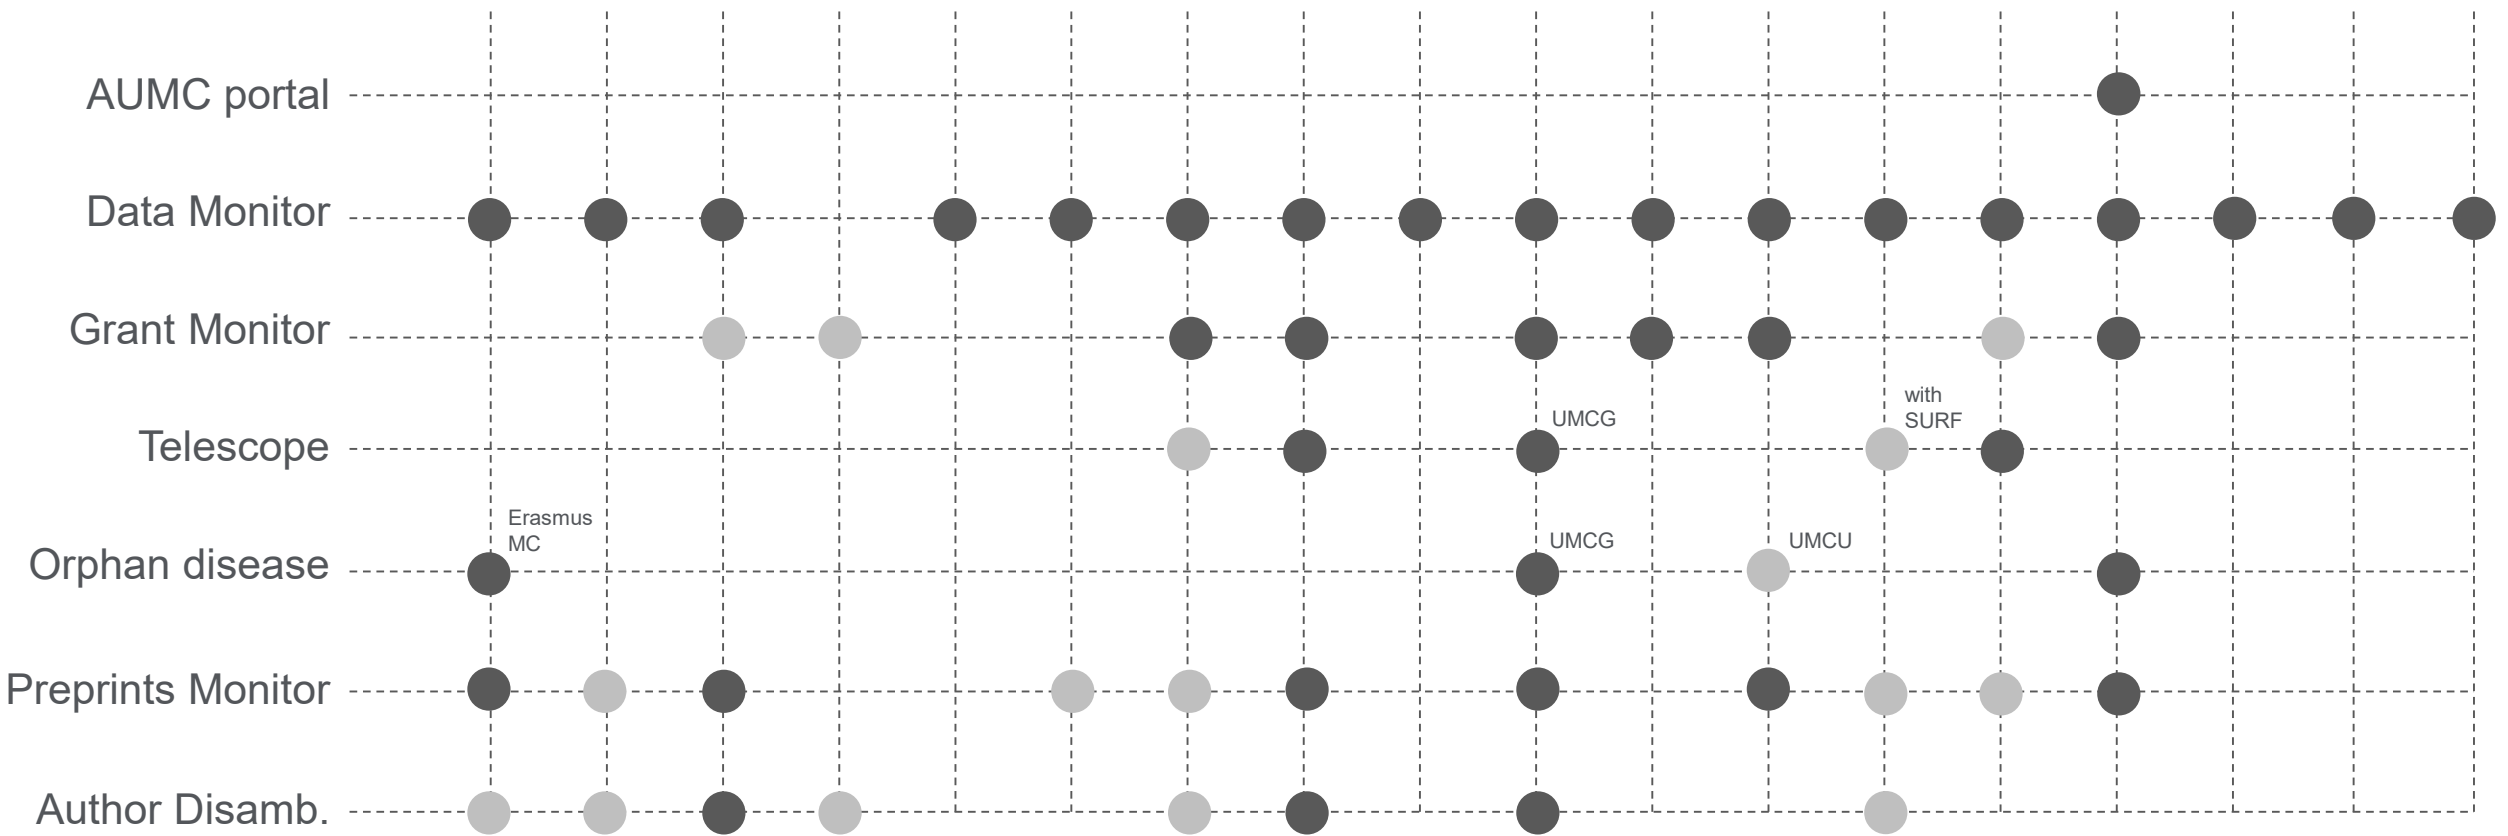 AUMC portal
Data Monitor
Grant Monitor
with
SURF
UMCG
Telescope
Erasmus
MC
UMCG
UMCU
Orphan disease
Preprints Monitor
Author Disamb.